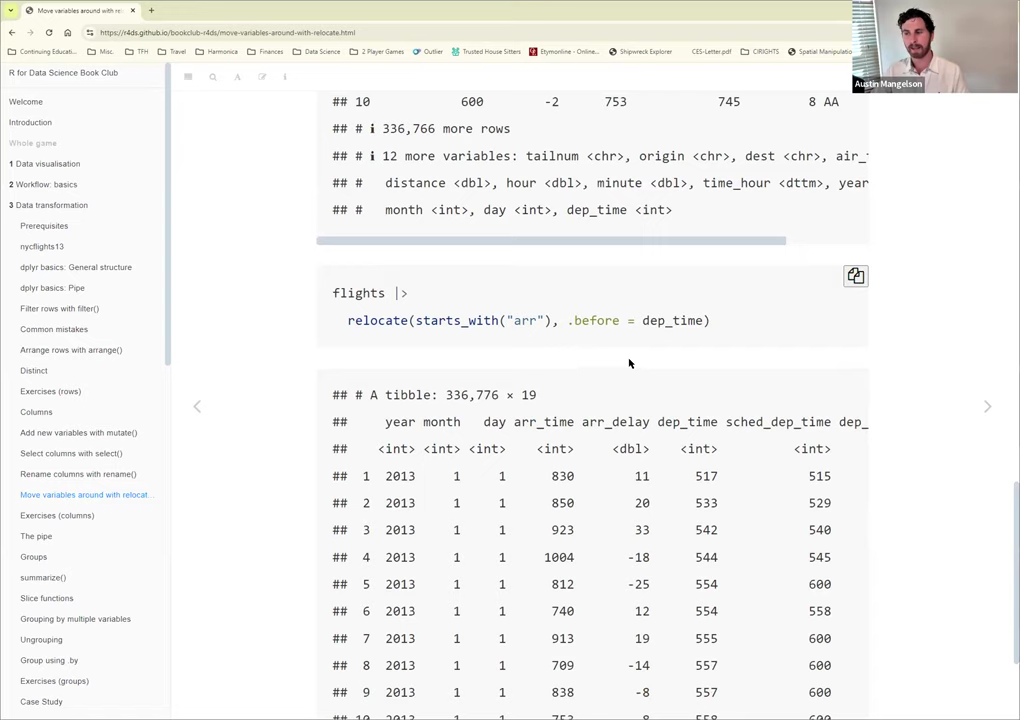 Move variables around with rele
https://r4ds.github.io/bookclub-r4ds/move-variables-around-with-relocate.html
Continuing Educati... Misc. TFH Travel Harmonica Finances Data Science 2 Player Games Outlier Trusted House Sitters Etymonline - Online... Shipwreck Explorer CES-Letter.pdf CIRIGHTS Spatial Manipulatio
Austin Mangelson
R for Data Science Book Club
Welcome
Introduction
Whole game
1 Data visualisation
2 Workflow: basics
3 Data transformation
Prerequisites
nycflights13
dplyr basics: General structure
dplyr basics: Pipe
Filter rows with filter()
Common mistakes
Arrange rows with arrange()
Distinct
Exercises (rows)
Columns
Add new variables with mutate()
Select columns with select()
Rename columns with rename()
Move variables around with relocat...
Exercises (columns)
The pipe
Groups
summarize()
Slice functions
Grouping by multiple variables
Ungrouping
Group using .by
Exercises (groups)
Case Study
## 10 600 -2 753 745 8 AA
## # ℹ 336,766 more rows
## # ℹ 12 more variables: tailnum <chr>, origin <chr>, dest <chr>, air_t
## # distance <dbl>, hour <dbl>, minute <dbl>, time_hour <dttm>, year
## # month <int>, day <int>, dep_time <int>
flights |>
relocate(starts_with("arr"), .before = dep_time)
## # A tibble: 336,776 × 19
## year month day arr_time arr_delay dep_time sched_dep_time dep_
## <int> <int> <int> <int> <dbl> <int> <int>
## 1 2013 1 1 830 11 517 515
## 2 2013 1 1 850 20 533 529
## 3 2013 1 1 923 33 542 540
## 4 2013 1 1 1004 -18 544 545
## 5 2013 1 1 812 -25 554 600
## 6 2013 1 1 740 12 554 558
## 7 2013 1 1 913 19 555 600
## 8 2013 1 1 709 -14 557 600
## 9 2013 1 1 838 -8 557 600
## 10 2013 1 1 753 8 558 600